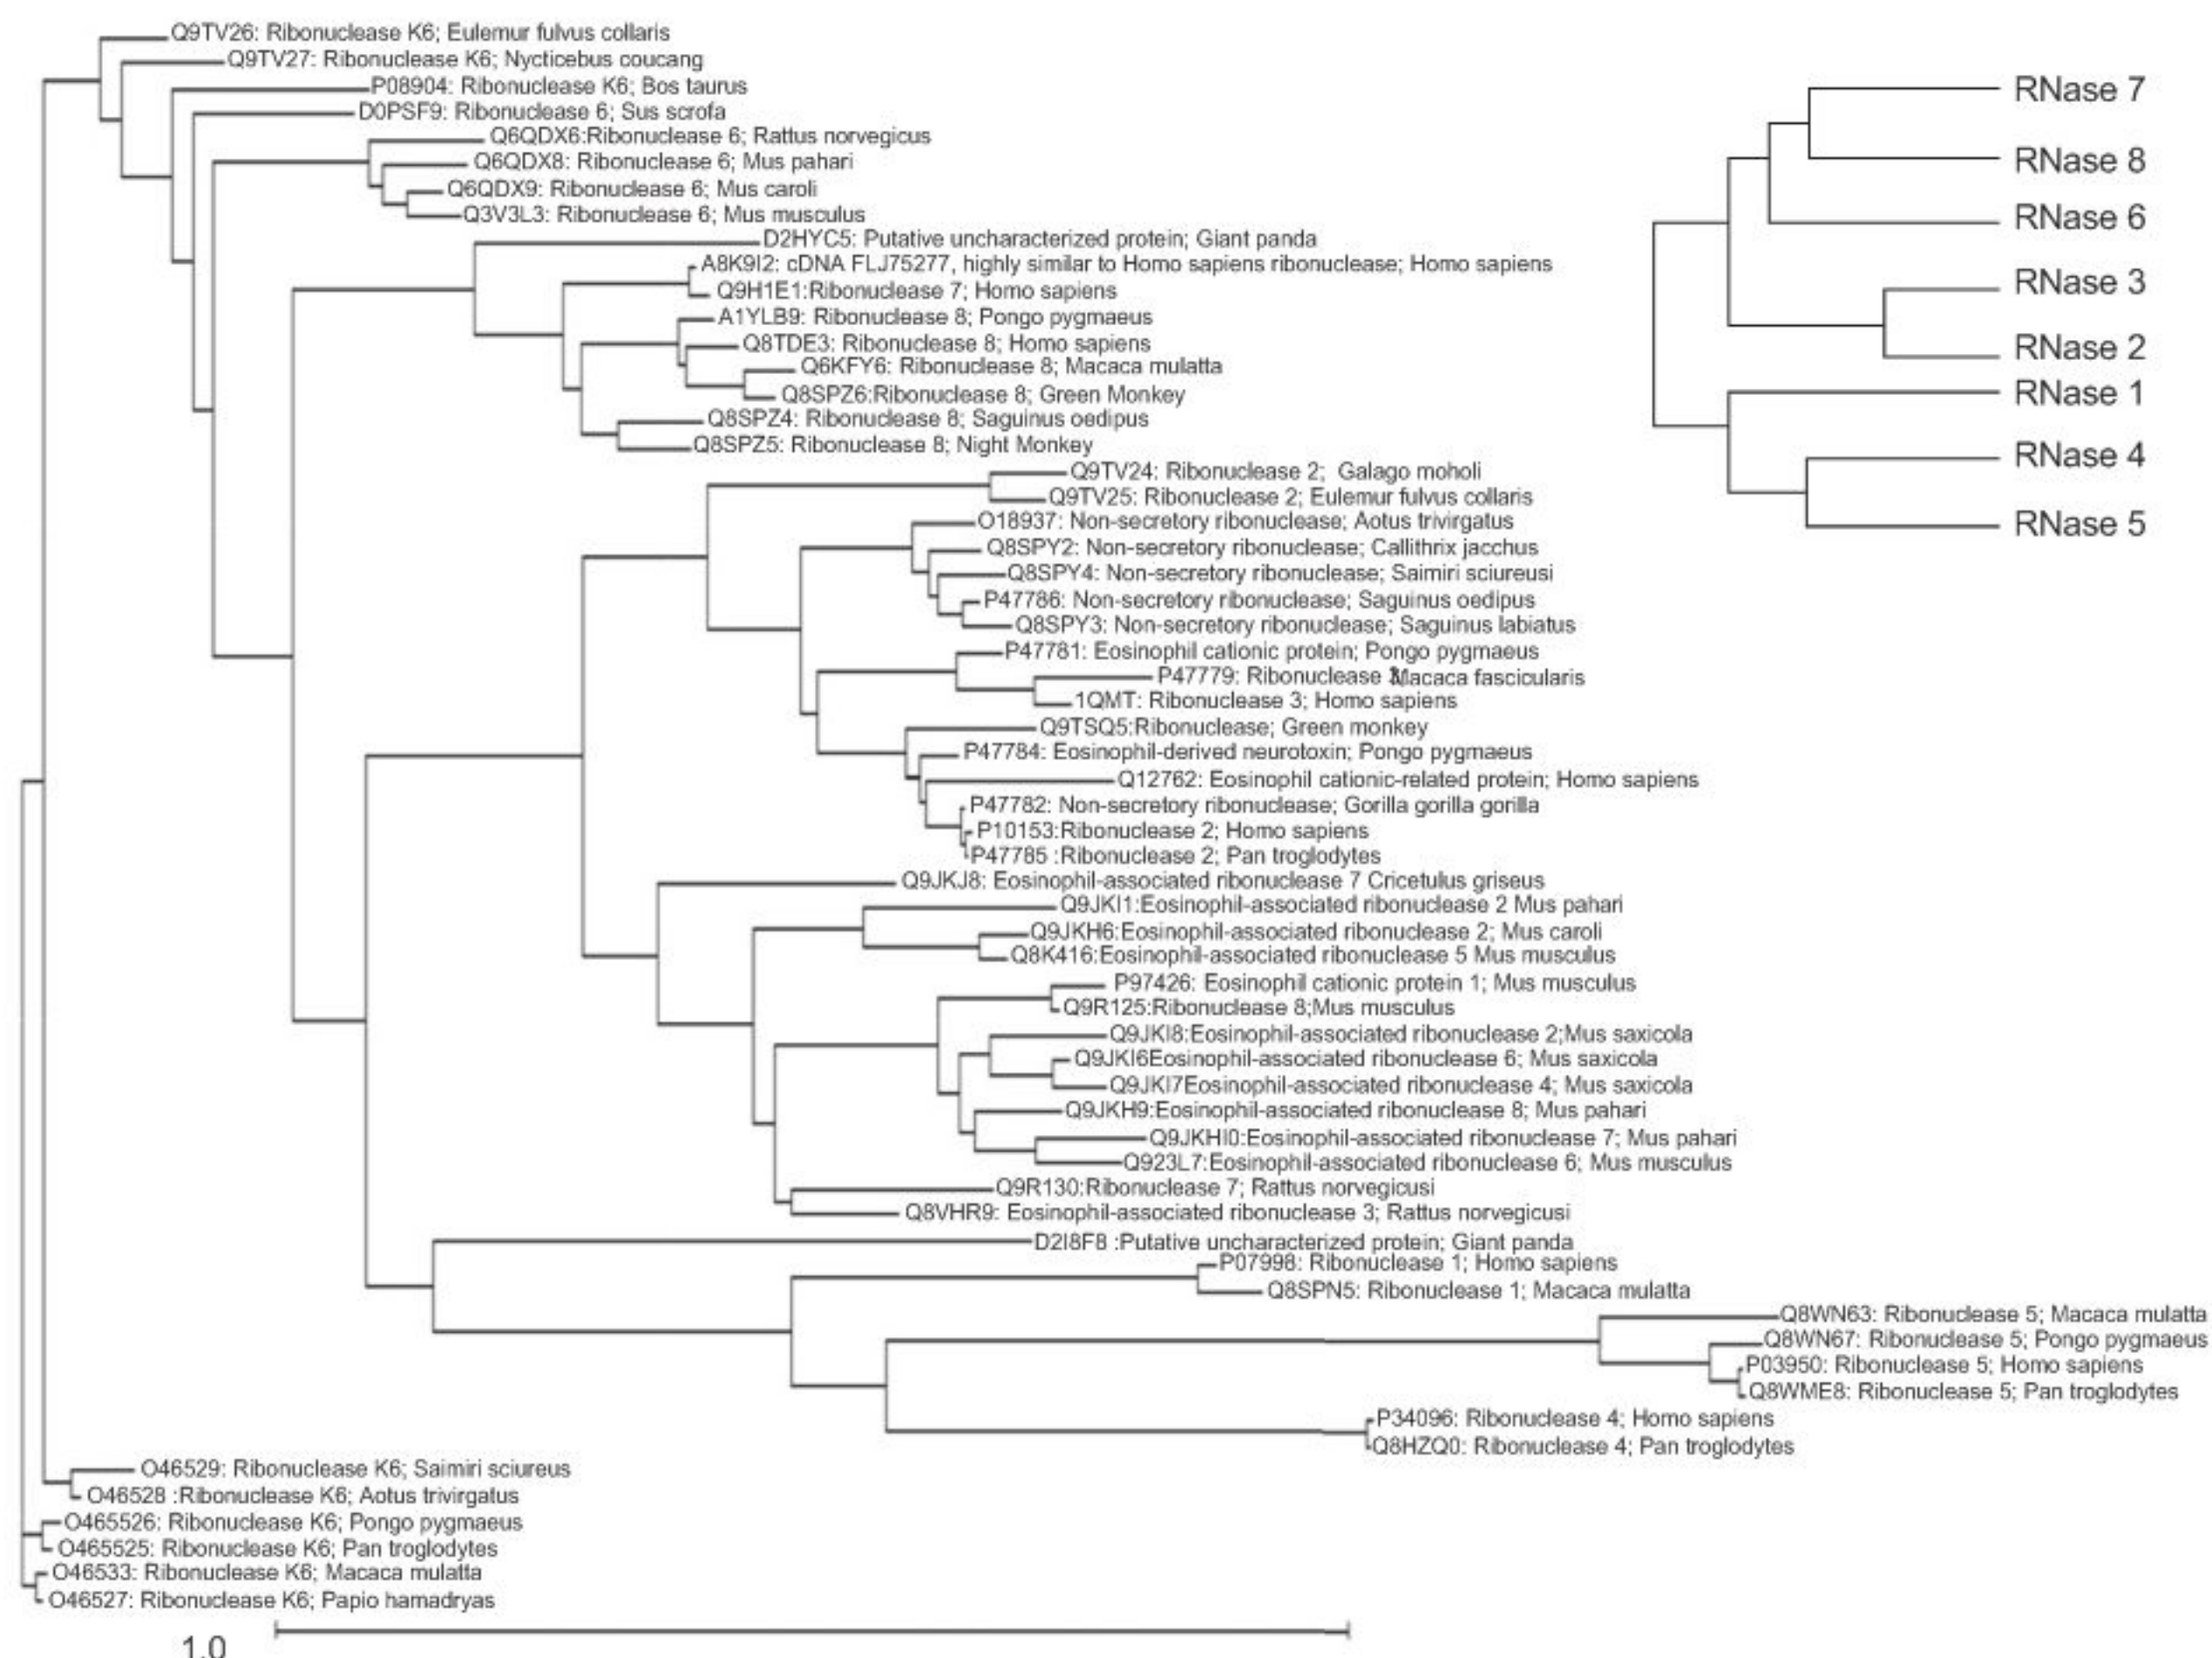 Q9TV26: Ribonuclease K6; Eulemur fulvus collaris
Q9TV27: Ribonuclease K6; Nycticebus coucang
P08904: Ribonuclease K6; Bos taurus
D0PSF9: Ribonuclease 6; Sus scrofa
Q6QDX6:Ribonuclease 6; Rattus norvegicus
Q6QDX8: Ribonuclease 6; Mus pahari
Q6QDX9: Ribonuclease 6; Mus caroli
Q3V3L3: Ribonuclease 6; Mus musculus
D2HYC5: Putative uncharacterized protein; Giant panda
A8K9I2: cDNA FLJ75277, highly similar to Homo sapiens ribonuclease; Homo sapiens
Q9H1E1:Ribonuclease 7; Homo sapiens
A1YLB9: Ribonuclease 8; Pongo pygmaeus
Q8TDE3: Ribonuclease 8; Homo sapiens
Q6KFY6: Ribonuclease 8; Macaca mulatta
Q8SPZ6:Ribonuclease 8; Green Monkey
Q8SPZ4: Ribonuclease 8; Saguinus oedipus
Q8SPZ5: Ribonuclease 8; Night Monkey
Q9TV24: Ribonuclease 2; Galago moholi
Q9TV25: Ribonuclease 2; Eulemur fulvus collaris
O18937: Non-secretory ribonuclease; Aotus trivirgatus
Q8SPY2: Non-secretory ribonuclease; Callithrix jacchus
Q8SPY4: Non-secretory ribonuclease; Saimiri sciureusi
P47786: Non-secretory ribonuclease; Saguinus oedipus
Q8SPY3: Non-secretory ribonuclease; Saguinus labiatus
P47781: Eosinophil cationic protein; Pongo pygmaeus
P47779: Ribonuclease Macaca fascicularis
1QMT: Ribonuclease 3; Homo sapiens
Q9TSQ5:Ribonuclease; Green monkey
P47784: Eosinophil-derived neurotoxin; Pongo pygmaeus
Q12762: Eosinophil cationic-related protein; Homo sapiens
P47782: Non-secretory ribonuclease; Gorilla gorilla gorilla
P10153:Ribonuclease 2; Homo sapiens
P47785 :Ribonuclease 2; Pan troglodytes
Q9JKJ8: Eosinophil-associated ribonuclease 7 Cricetulus griseus
Q9JKI1:Eosinophil-associated ribonuclease 2 Mus pahari
Q9JKH6:Eosinophil-associated ribonuclease 2; Mus caroli
Q8K416:Eosinophil-associated ribonuclease 5 Mus musculus
P97426: Eosinophil cationic protein 1; Mus musculus
Q9R125:Ribonuclease 8;Mus musculus
Q9JKI8:Eosinophil-associated ribonuclease 2;Mus saxicola
Q9JKI6Eosinophil-associated ribonuclease 6; Mus saxicola
Q9JKI7Eosinophil-associated ribonuclease 4; Mus saxicola
Q9JKH9:Eosinophil-associated ribonuclease 8; Mus pahari
Q9JKHI0:Eosinophil-associated ribonuclease 7; Mus pahari
Q923L7:Eosinophil-associated ribonuclease 6; Mus musculus
Q9R130:Ribonuclease 7; Rattus norvegicusi
Q8VHR9: Eosinophil-associated ribonuclease 3; Rattus norvegicusi
D2I8F8 :Putative uncharacterized protein; Giant panda
P07998: Ribonuclease 1; Homo sapiens
Q8SPN5: Ribonuclease 1; Macaca mulatta
Q8WN63: Ribonuclease 5; Macaca mulatta
Q8WN67: Ribonuclease 5; Pongo pygmaeus
P03950: Ribonuclease 5; Homo sapiens
Q8WME8: Ribonuclease 5; Pan troglodytes
P34096: Ribonuclease 4; Homo sapiens
Q8HZQ0: Ribonuclease 4; Pan troglodytes
O46529: Ribonuclease K6; Saimiri sciureus
O46528 :Ribonuclease K6; Aotus trivirgatus
O465526: Ribonuclease K6; Pongo pygmaeus
O465525: Ribonuclease K6; Pan troglodytes
O46533: Ribonuclease K6; Macaca mulatta
O46527: Ribonuclease K6; Papio hamadryas
1.0
RNase 7
RNase 8
RNase 6
RNase 3
RNase 2
RNase 1
RNase 4
RNase 5